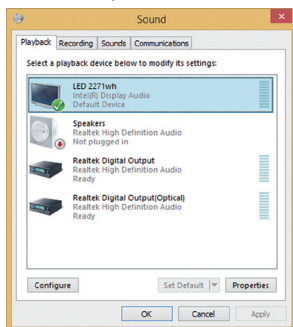 Sound
Playback Recording Sounds Communications
Select a playback device below to modify its settings:
LED 2271wh
Intel(R) Display Audio
Default Device
Speakers
Realtek High Definition Audio
Not plugged in
Realtek Digital Output
Realtek High Definition Audio
Ready
Realtek Digital Output(Optical)
Realtek High Definition Audio
Ready
Configure Set Default Properties
OK Cancel Apply